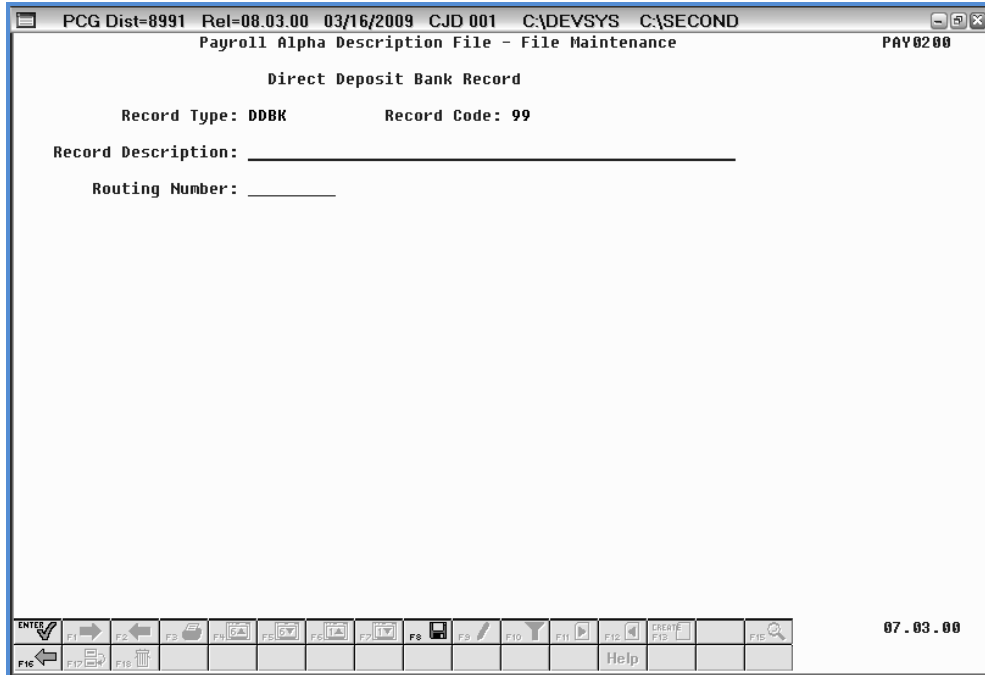 PCG Dist=8991 Rel=08.03.00 03/16/2009 CJD 001 C:\DEVSYS C:\SECOND
Payroll Alpha Description File - File Maintenance PAY0200
Direct Deposit Bank Record
Record Type: DDBK Record Code: 99
Record Description:
Routing Number:
ENTER F1 F2 F3 F4 F5 F6 F7 F8 F9 F10 F11 F12 CREATE F13 F15 07.03.00
F16 F17 F18 Help